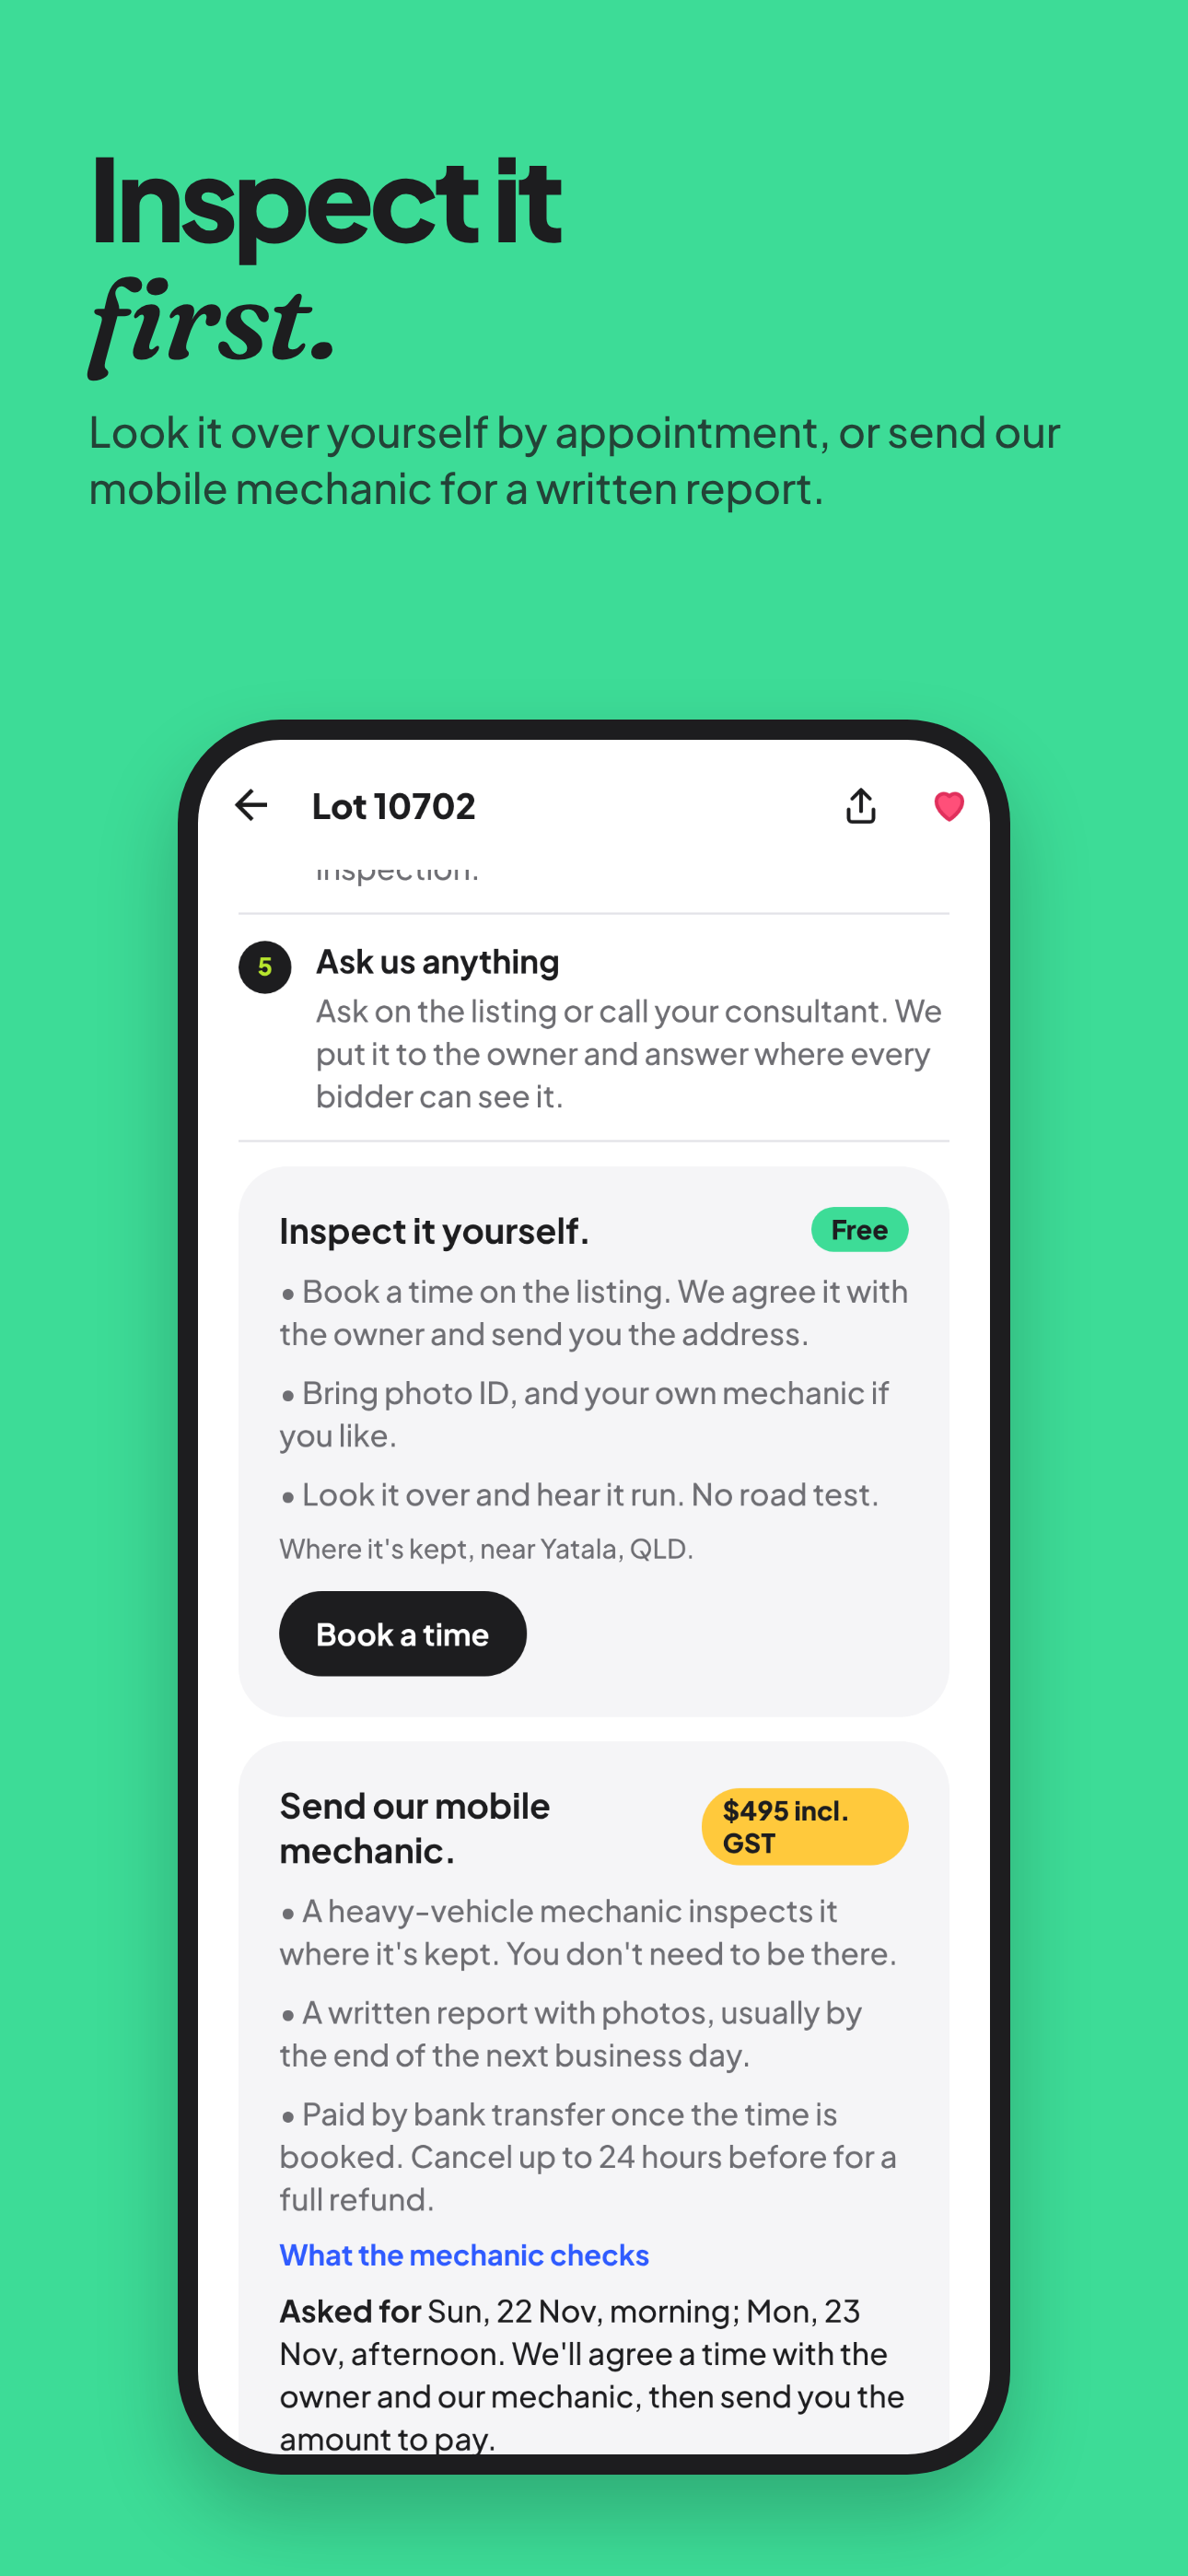 Inspect it
first.
Look it over yourself by appointment, or send our
mobile mechanic for a written report.
Lot 10702
inspection.
5
Ask us anything
Ask on the listing or call your consultant. We
put it to the owner and answer where every
bidder can see it.
Inspect it yourself.
Free
• Book a time on the listing. We agree it with
the owner and send you the address.
• Bring photo ID, and your own mechanic if
you like.
• Look it over and hear it run. No road test.
Where it's kept, near Yatala, QLD.
Book a time
Send our mobile
mechanic.
$495 incl.
GST
• A heavy-vehicle mechanic inspects it
where it's kept. You don't need to be there.
• A written report with photos, usually by
the end of the next business day.
• Paid by bank transfer once the time is
booked. Cancel up to 24 hours before for a
full refund.
What the mechanic checks
Asked for Sun, 22 Nov, morning; Mon, 23
Nov, afternoon. We'll agree a time with the
owner and our mechanic, then send you the
amount to pay.